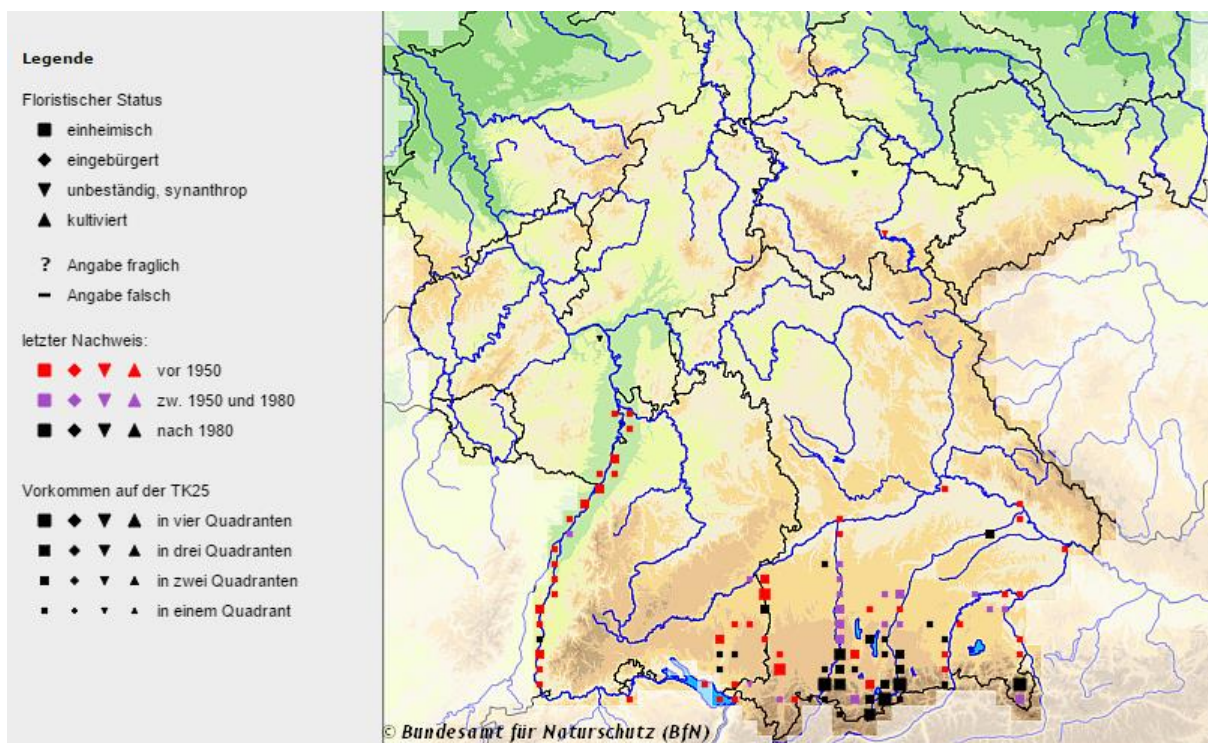 Legende
Floristischer Status
einheimisch
eingebürgert
unbeständig, synanthrop
kultiviert
? Angabe fraglich
Angabe falsch
letzter Nachweis:
vor 1950
zw. 1950 und 1980
nach 1980
Vorkommen auf der TK25
in vier Quadranten
in drei Quadranten
in zwei Quadranten
in einem Quadrant
?
© Bundesamt für Naturschutz (BfN)